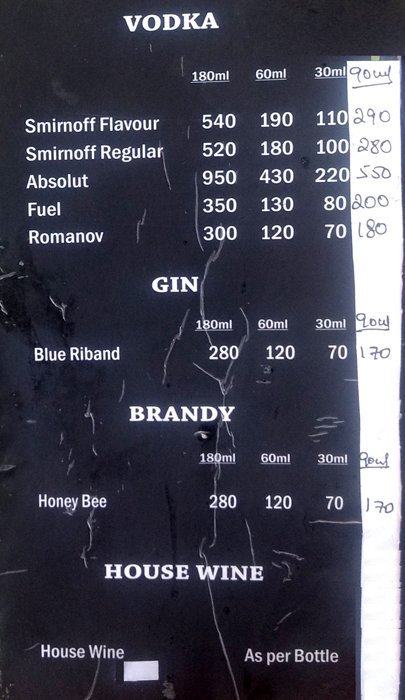 VODKA
180ml 60ml 30ml 90ml
Smirnoff Flavour 540 190 110 290
Smirnoff Regular 520 180 100 280
Absolut 950 430 220 550
Fuel 350 130 80 200
Romanov 300 120 70 180
GIN
180ml 60ml 30ml 90ml
Blue Riband 280 120 70 170
BRANDY
180ml 60ml 30ml 90ml
Honey Bee 280 120 70 170
HOUSE WINE
House Wine As per Bottle